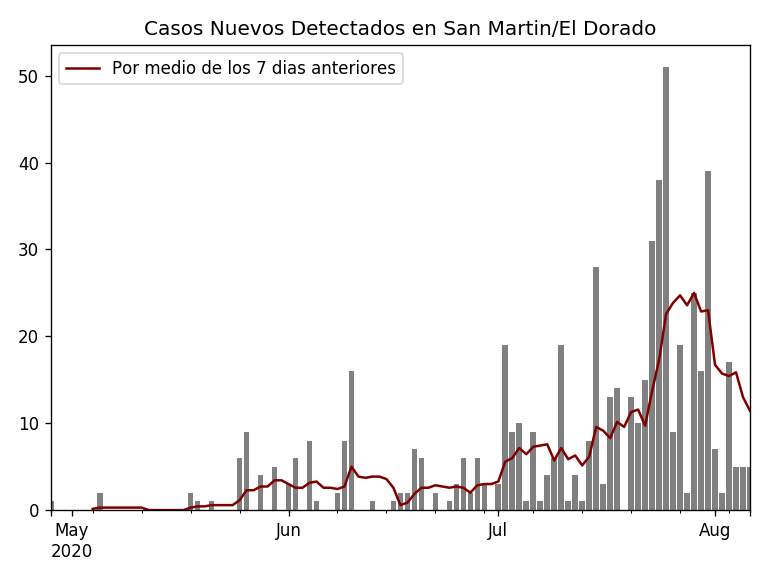 Casos Nuevos Detectados en San Martin/El Dorado
Por medio de los 7 dias anteriores
50
40
30
20
10
0
May
2020
Jun
Jul
Aug